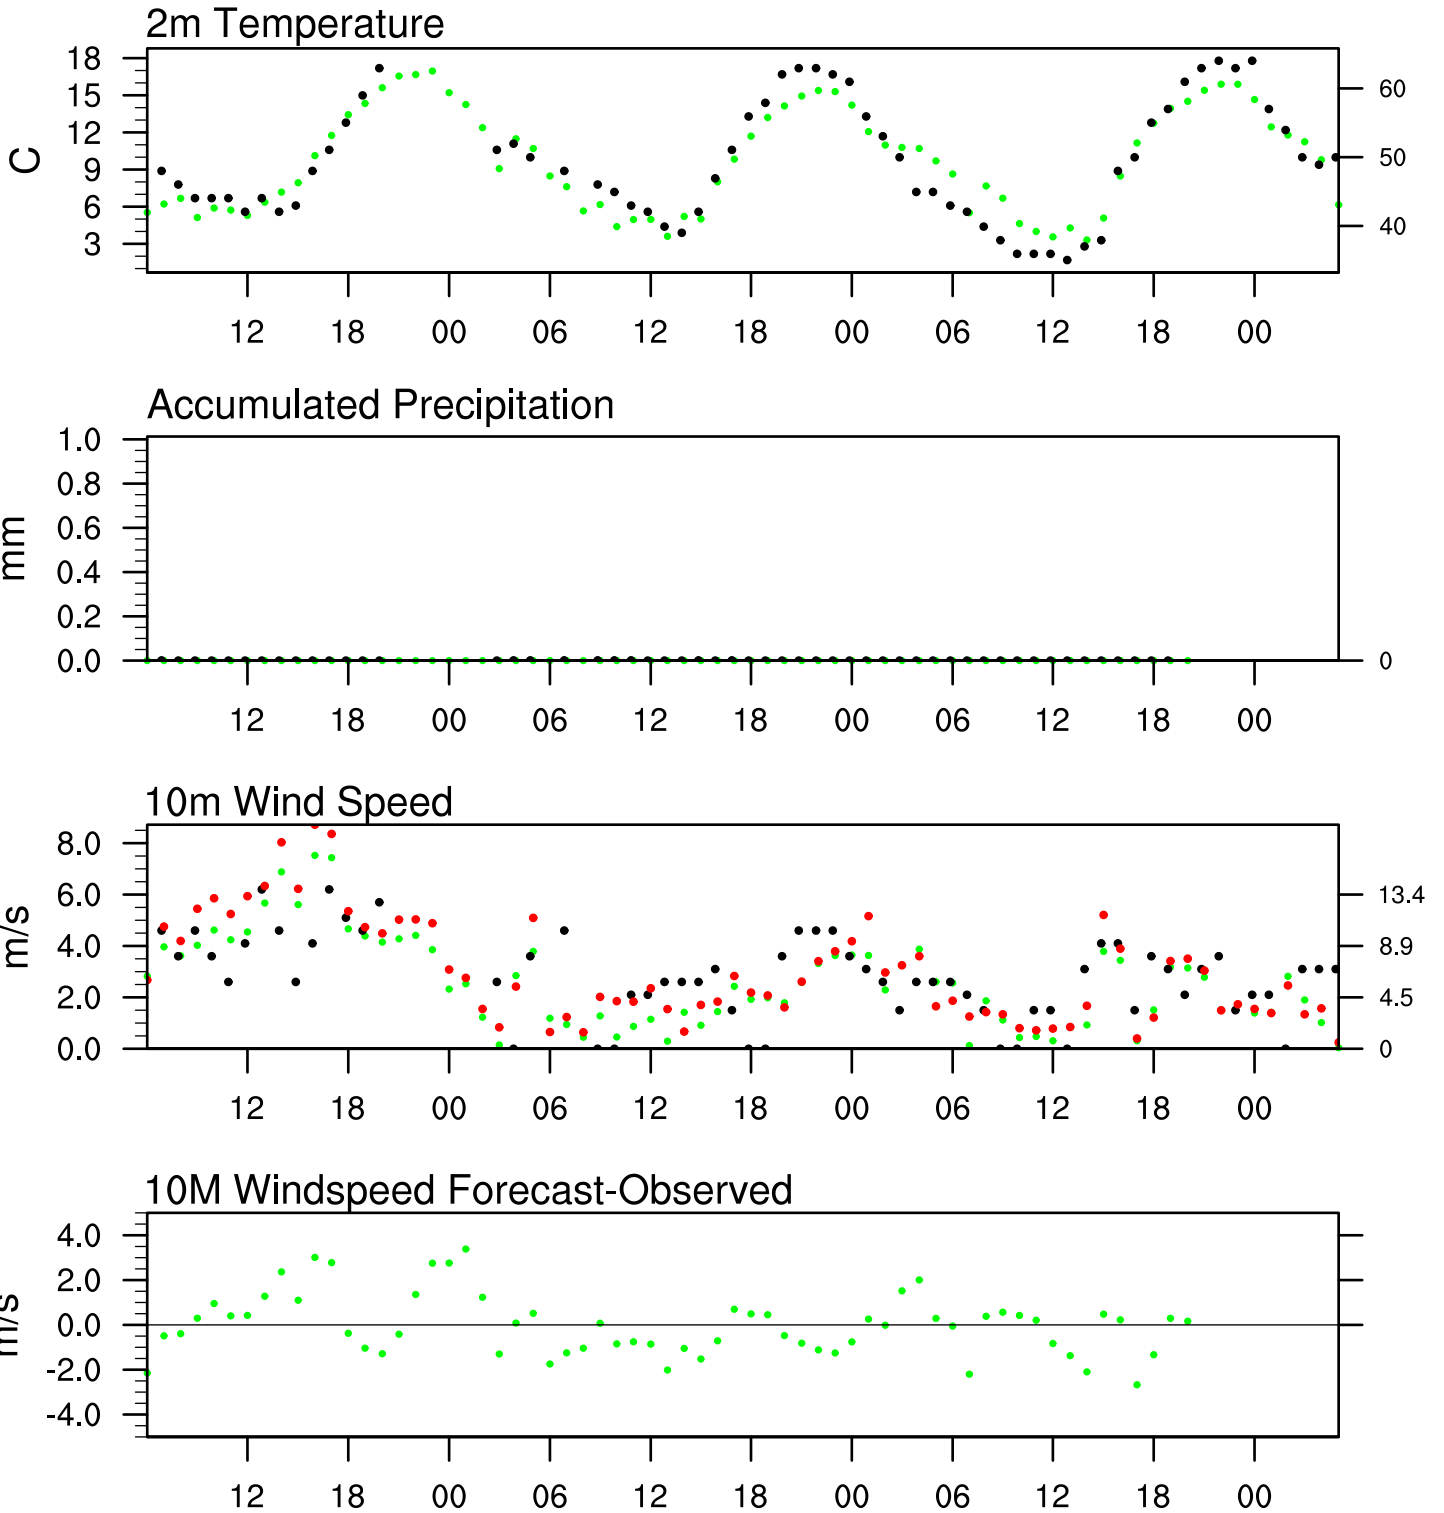 2m Temperature
18
15
12
9
6
3
C
60
50
40
12 18 00 06 12 18 00 06 12 18 00
Accumulated Precipitation
1.0
0.8
0.6
0.4
0.2
0.0
mm
0
12 18 00 06 12 18 00 06 12 18 00
10m Wind Speed
8.0
6.0
4.0
2.0
0.0
m/s
13.4
8.9
4.5
0
12 18 00 06 12 18 00 06 12 18 00
10M Windspeed Forecast-Observed
4.0
2.0
0.0
-2.0
-4.0
m/s
12 18 00 06 12 18 00 06 12 18 00